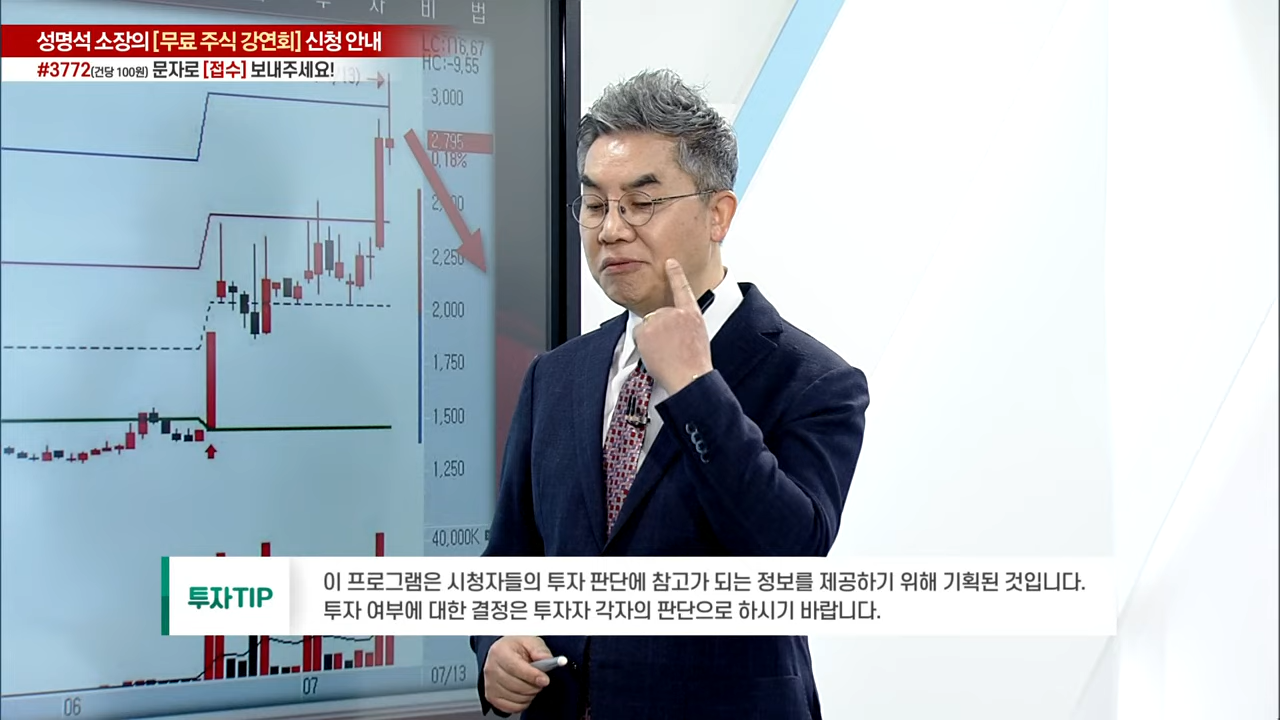 투 자 비 법
성명석 소장의 [무료 주식 강연회] 신청 안내
#3772(건당 100원) 문자로 [접수] 보내주세요!
LC:116.67
HC:-9.55
3,000
2,795
0.18%
2,250
2,000
1,750
1,500
1,250
40,000K
투자TIP
이 프로그램은 시청자들의 투자 판단에 참고가 되는 정보를 제공하기 위해 기획된 것입니다.
투자 여부에 대한 결정은 투자자 각자의 판단으로 하시기 바랍니다.
07/13
06
07